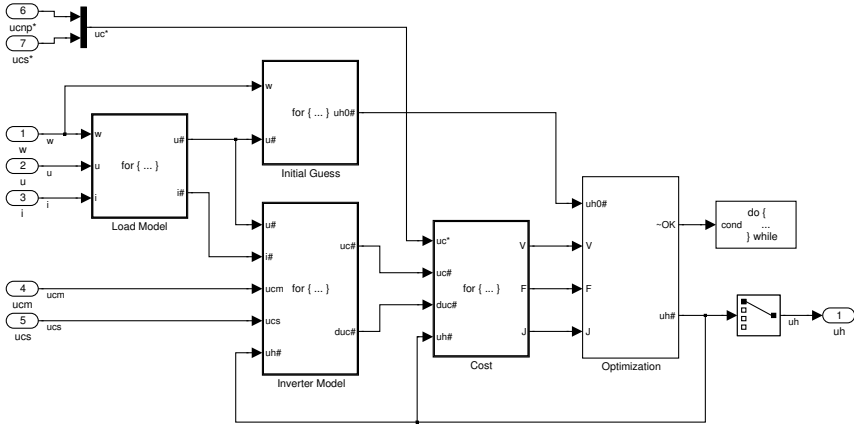 6
ucnp*
7
ucs*
uc*
1
w
w
2
u
u
3
i
i
4
ucm
ucm
5
ucs
ucs
w
u
i
for { ... }
u#
i#
Load Model
w
u#
for { ... }
uh0#
Initial Guess
u#
i#
ucm
ucs
uh#
for { ... }
uc#
duc#
Inverter Model
uc*
uc#
duc#
uh#
for { ... }
V
F
J
Cost
uh0#
V
F
J
~OK
uh#
Optimization
cond
do {
...
} while
uh
1
uh